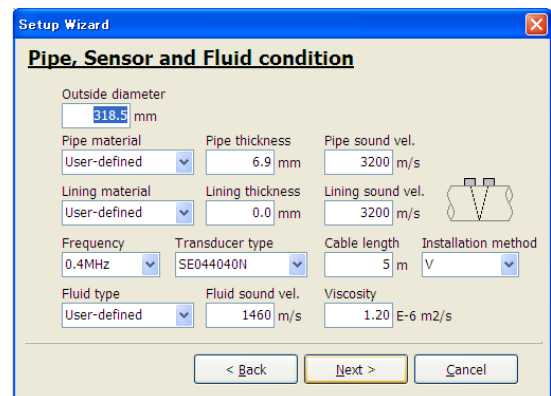 Setup Wizard
Pipe, Sensor and Fluid condition
Outside diameter
318.5 mm
Pipe material Pipe thickness Pipe sound vel.
User-defined 6.9 mm 3200 m/s
Lining material Lining thickness Lining sound vel.
User-defined 0.0 mm 3200 m/s
Frequency Transducer type Cable length Installation method
0.4MHz SE044040N 5 m V
Fluid type Fluid sound vel. Viscosity
User-defined 1460 m/s 1.20 E-6 m2/s
< Back Next > Cancel